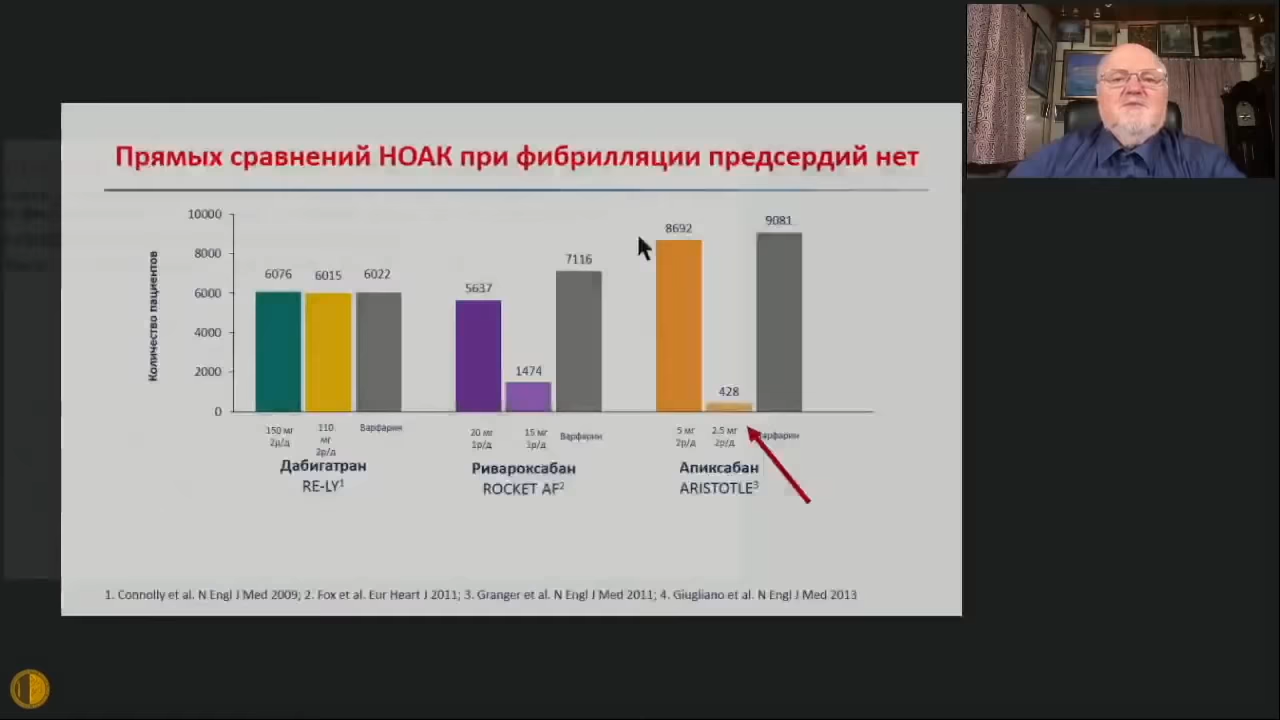 Прямых сравнений НОАК при фибрилляции предсердий нет
Количество пациентов
10000
8000
6000
4000
2000
0
6076
6015
6022
5637
1474
7116
8692
428
9081
150 мг
2р/д
110
мг
2р/д
Варфарин
20 мг
1р/д
15 мг
1р/д
Варфарин
5 мг
2р/д
2.5 мг
2р/д
арфарин
Дабигатран
RE-LY¹
Ривароксабан
ROCKET AF²
Апиксабан
ARISTOTLE³
1. Connolly et al. N Engl J Med 2009; 2. Fox et al. Eur Heart J 2011; 3. Granger et al. N Engl J Med 2011; 4. Giugliano et al. N Engl J Med 2013